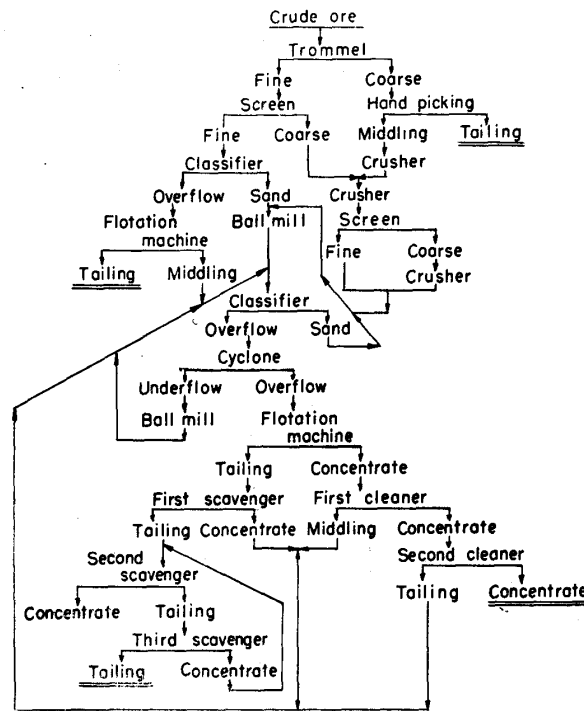 Crude ore
Trommel
Fine Coarse
Screen Hand picking
Fine Coarse Middling Tailing
Classifier Crusher
Overflow Sand Crusher
Flotation machine Ball mill Screen
Tailing Middling Fine Coarse
Crusher
Classifier
Overflow Sand
Cyclone
Underflow Overflow
Ball mill Flotation machine
Tailing Concentrate
First scavenger First cleaner
Tailing Concentrate Middling Concentrate
Second scavenger Second cleaner
Concentrate Tailing Tailing Concentrate
Third scavenger
Tailing Concentrate